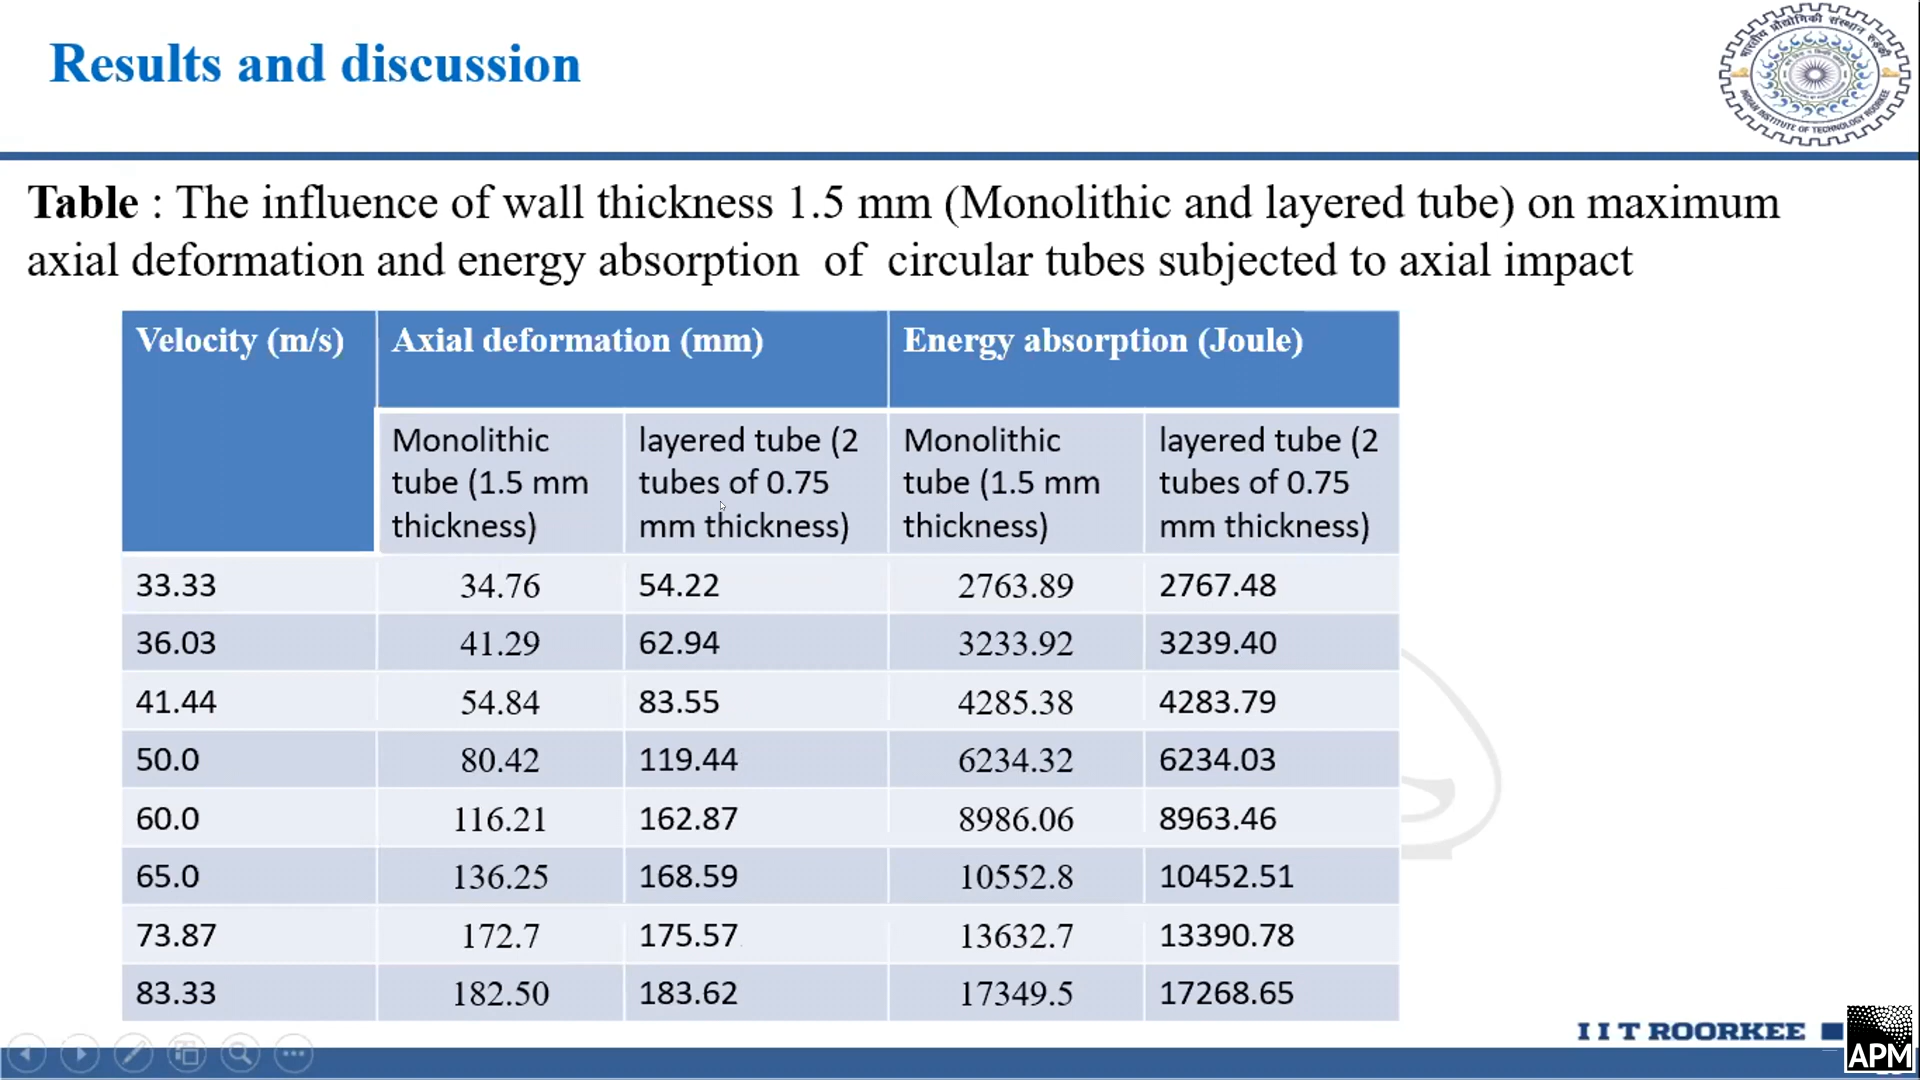 Results and discussion
भारतीय प्रौद्योगिकी संस्थान रुड़की
INDIAN INSTITUTE OF TECHNOLOGY ROORKEE
Table : The influence of wall thickness 1.5 mm (Monolithic and layered tube) on maximum
axial deformation and energy absorption of circular tubes subjected to axial impact
Velocity (m/s) Axial deformation (mm) Energy absorption (Joule)
Monolithic layered tube (2 Monolithic layered tube (2
tube (1.5 mm tubes of 0.75 tube (1.5 mm tubes of 0.75
thickness) mm thickness) thickness) mm thickness)
33.33 34.76 54.22 2763.89 2767.48
36.03 41.29 62.94 3233.92 3239.40
41.44 54.84 83.55 4285.38 4283.79
50.0 80.42 119.44 6234.32 6234.03
60.0 116.21 162.87 8986.06 8963.46
65.0 136.25 168.59 10552.8 10452.51
73.87 172.7 175.57 13632.7 13390.78
83.33 182.50 183.62 17349.5 17268.65
I I T ROORKEE
APM